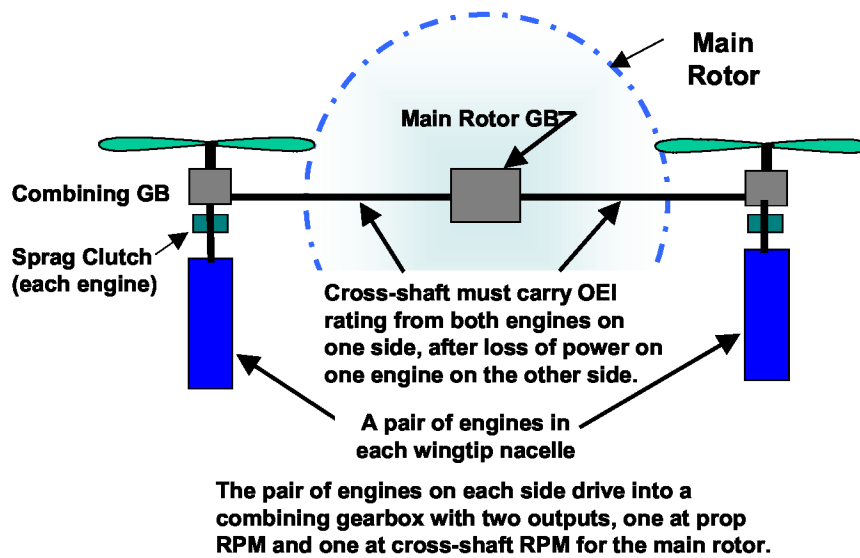 Main
Rotor
Main Rotor GB
Combining GB
Sprag Clutch
(each engine)
Cross-shaft must carry OEI
rating from both engines on
one side, after loss of power on
one engine on the other side.
A pair of engines in
each wingtip nacelle
The pair of engines on each side drive into a
combining gearbox with two outputs, one at prop
RPM and one at cross-shaft RPM for the main rotor.